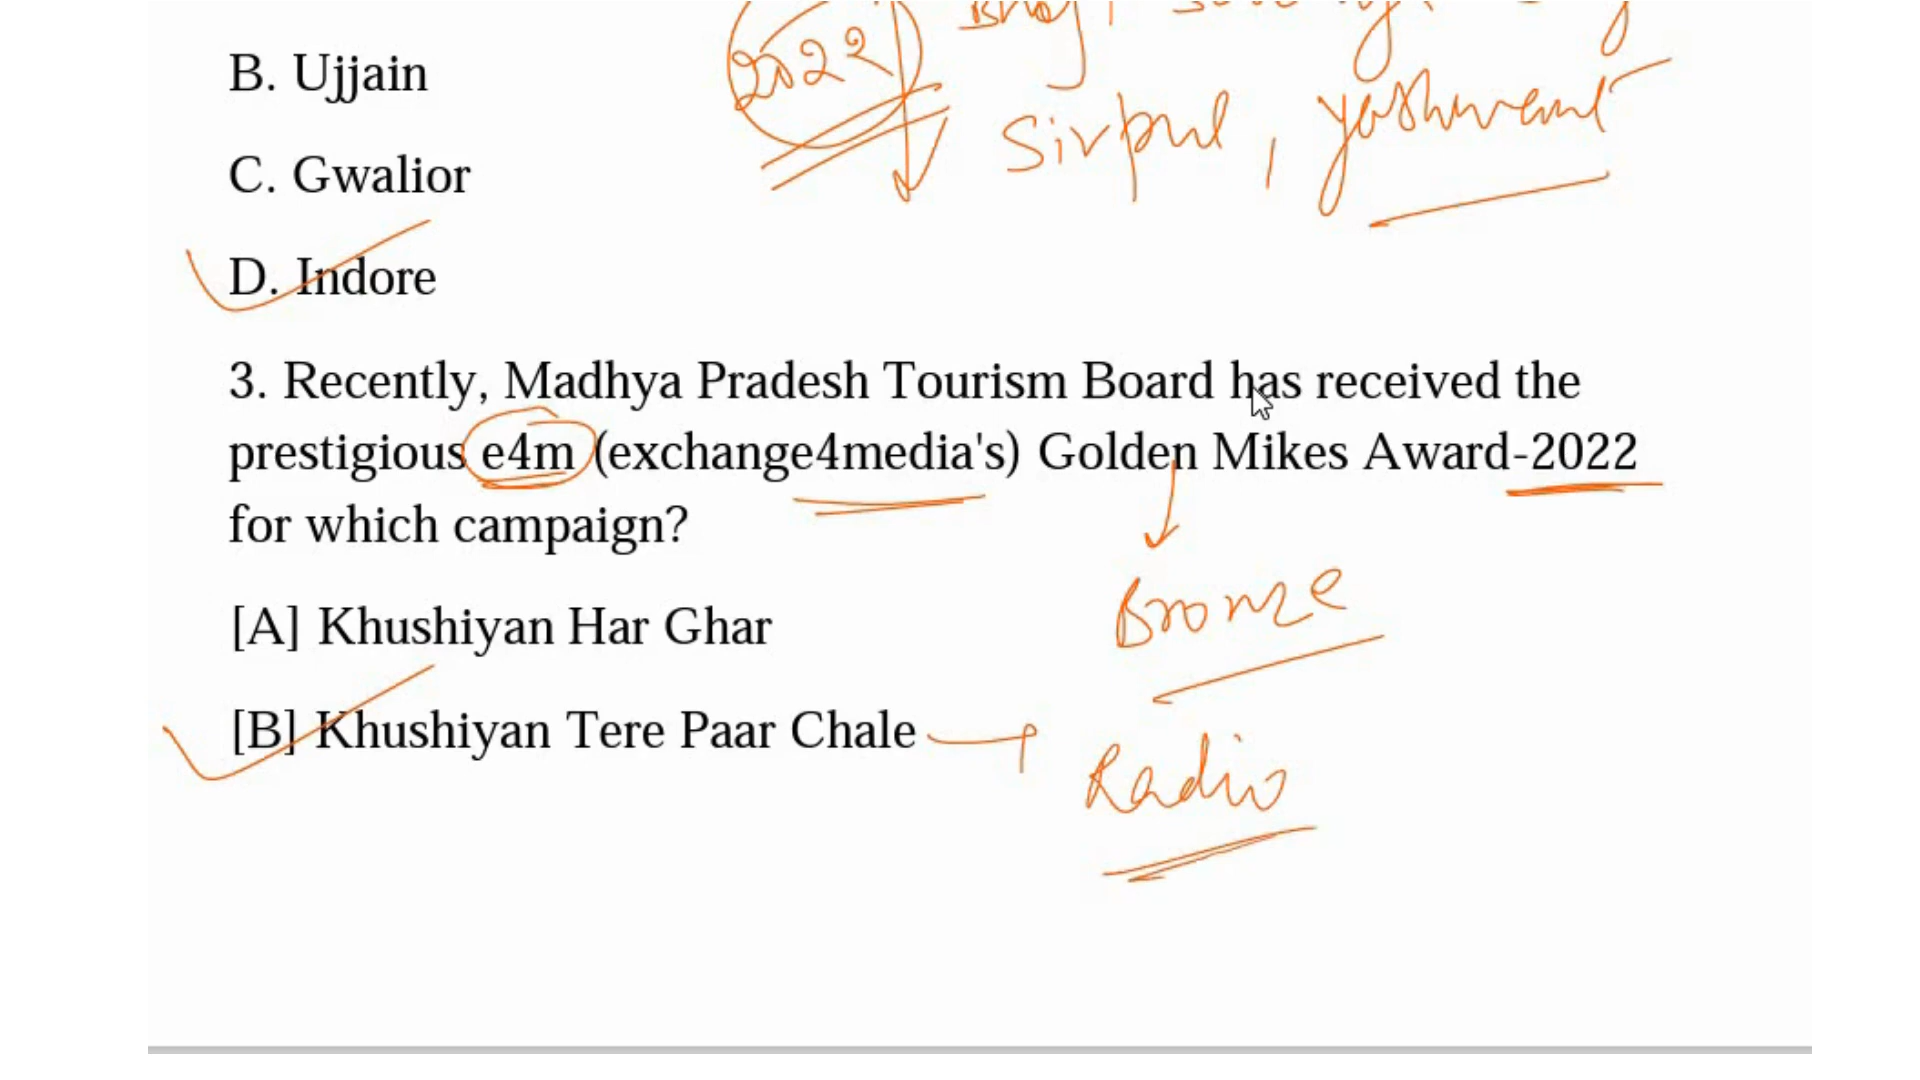 2022
B. Ujjain
Sirpur, Yashwant
C. Gwalior
D. Indore
3. Recently, Madhya Pradesh Tourism Board has received the
prestigious e4m (exchange4media's) Golden Mikes Award-2022
for which campaign?
Bronze
[A] Khushiyan Har Ghar
[B] Khushiyan Tere Paar Chale
Radio